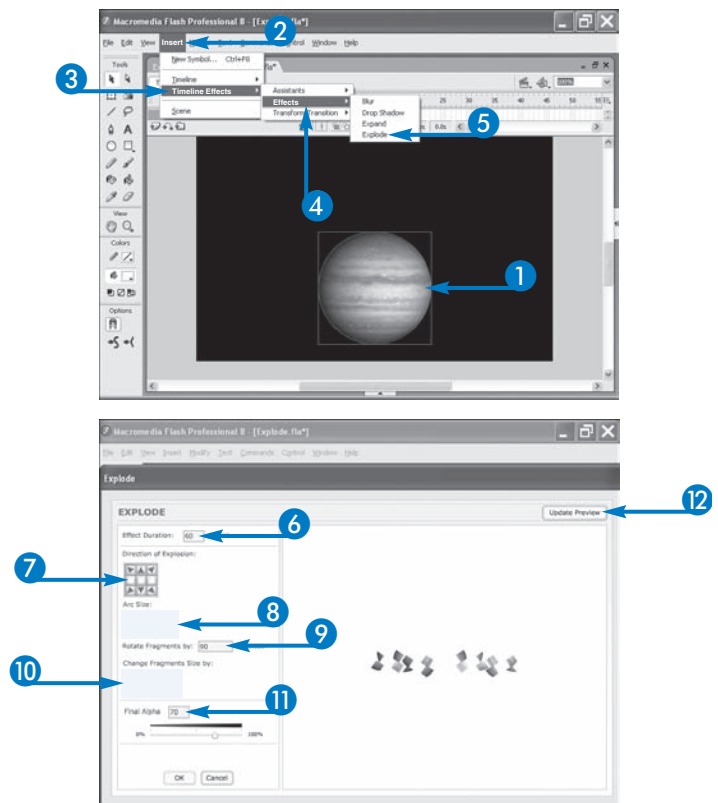 Macromedia Flash Professional 8 - [Explode.fla*]
File Edit View Insert Control Window Help
2
Tools
New Symbol... Ctrl+F8
3
Timeline
Timeline Effects
Scene
Assistants
Effects
Transform/Transition
Blur
Drop Shadow
Expand
Explode
5
100%
25 30 35 40 45 50 55
6.0s
4
View
Colors
1
Options
Macromedia Flash Professional 8 - [Explode.fla*]
File Edit View Insert Modify Text Commands Control Window Help
Explode
EXPLODE
Update Preview
12
Effect Duration: 60
6
Direction of Explosion:
7
Arc Size:
8
Rotate Fragments by: 90
9
Change Fragments Size by:
10
Final Alpha 70
11
0% 100%
OK Cancel